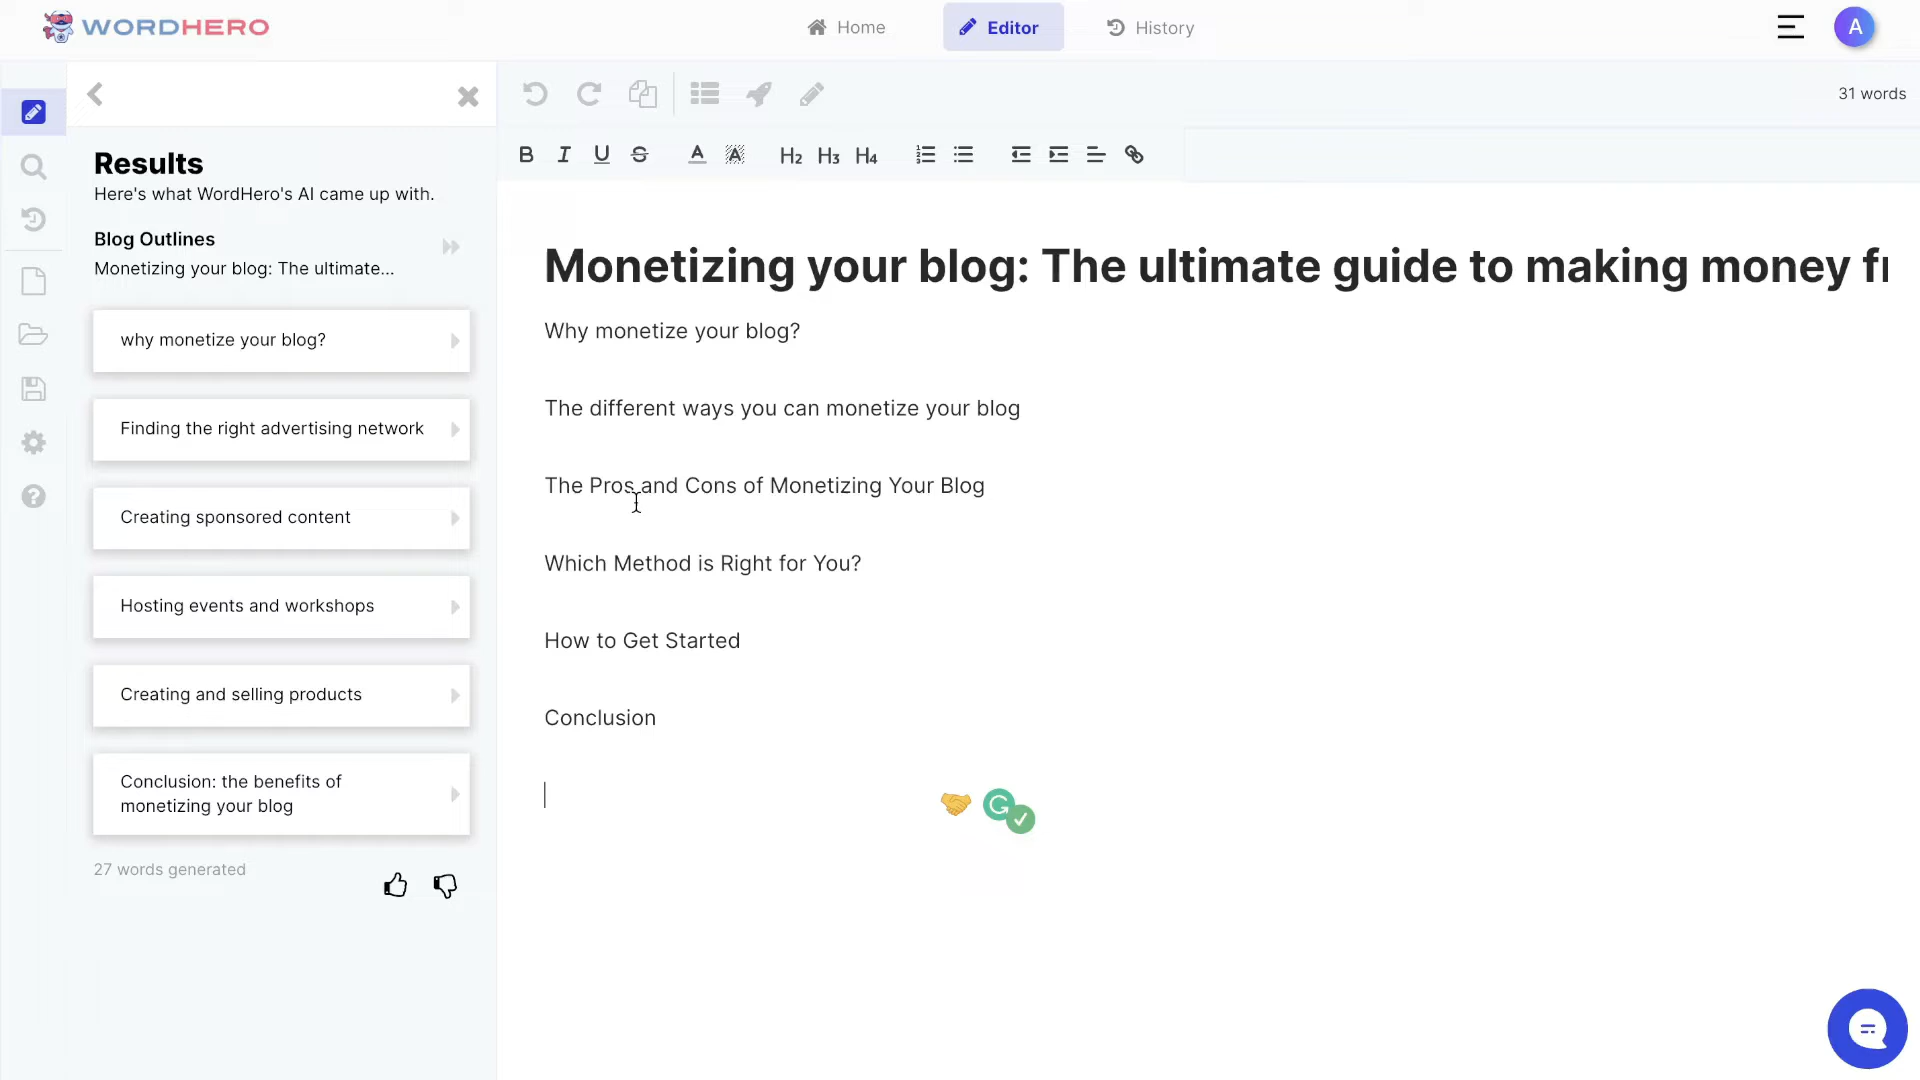 WORDHERO
Home
Editor
History
A
31 words
B I U S A A H2 H3 H4
Results
Here's what WordHero's AI came up with.
Blog Outlines
Monetizing your blog: The ultimate...
why monetize your blog?
Finding the right advertising network
Creating sponsored content
Hosting events and workshops
Creating and selling products
Conclusion: the benefits of
monetizing your blog
27 words generated
Monetizing your blog: The ultimate guide to making money
Why monetize your blog?
The different ways you can monetize your blog
The Pros and Cons of Monetizing Your Blog
Which Method is Right for You?
How to Get Started
Conclusion